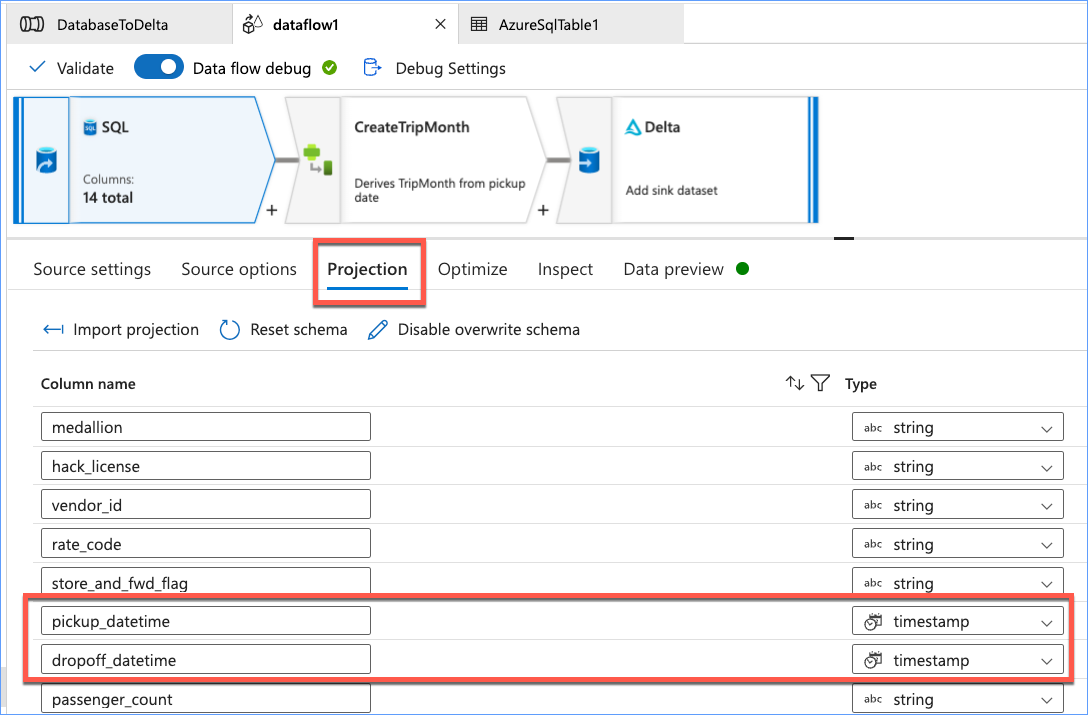 DatabaseToDelta dataflow1 AzureSqlTable1
Validate Data flow debug Debug Settings
SQL SQL
Columns:
14 total
+
CreateTripMonth
Derives TripMonth from pickup
date
+
Delta
Add sink dataset
Source settings Source options Projection Optimize Inspect Data preview
Import projection Reset schema Disable overwrite schema
Column name Type
medallion abc string
hack_license abc string
vendor_id abc string
rate_code abc string
store_and_fwd_flag abc string
pickup_datetime timestamp
dropoff_datetime timestamp
passenger_count abc string